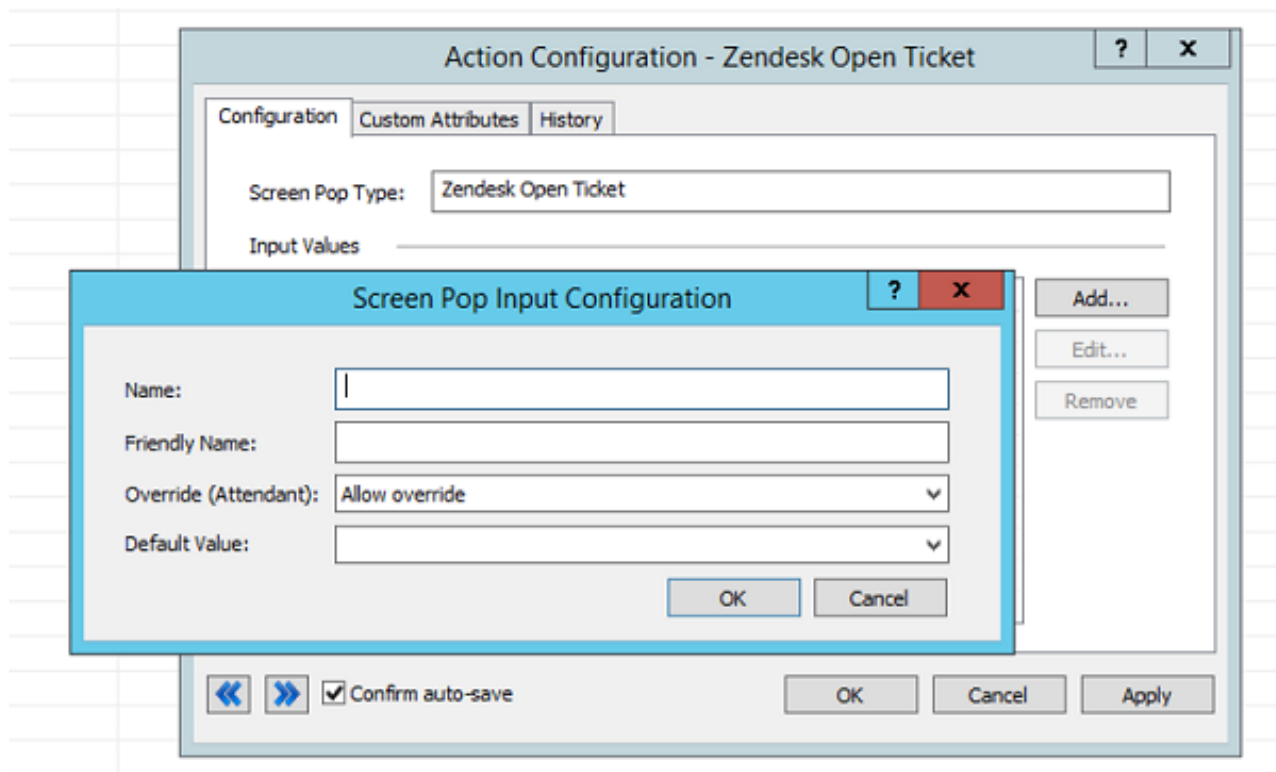 Action Configuration - Zendesk Open Ticket
? x
Configuration Custom Attributes History
Screen Pop Type: Zendesk Open Ticket
Input Values
Screen Pop Input Configuration
? x
Add...
Edit...
Remove
Name:
Friendly Name:
Override (Attendant): Allow override
Default Value:
OK Cancel
Confirm auto-save
OK Cancel Apply